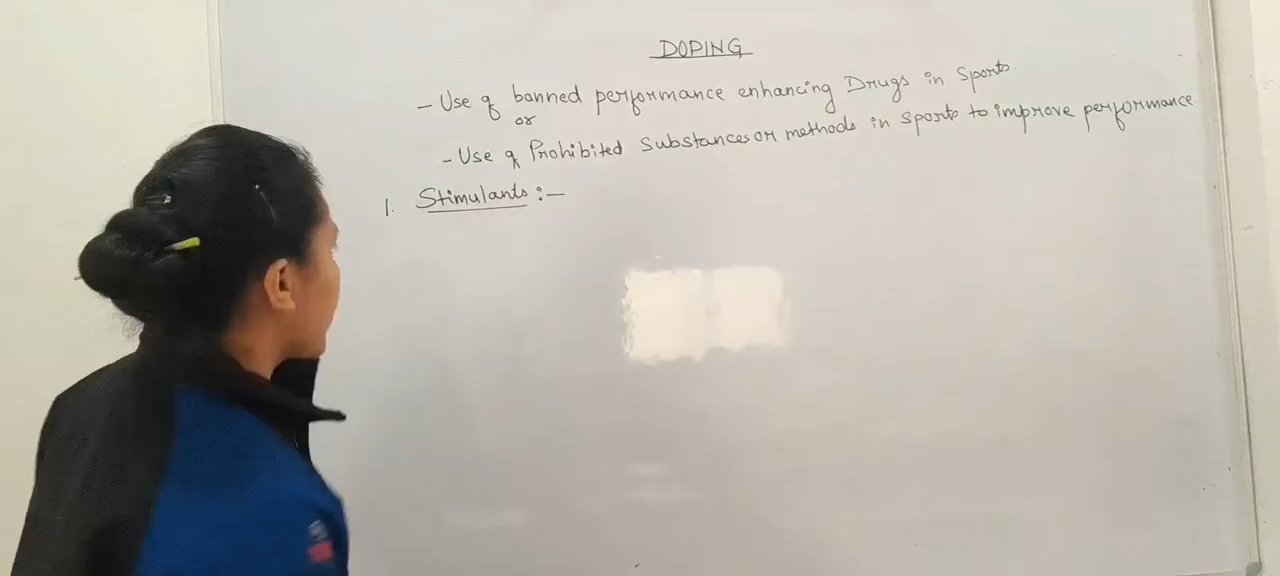 DOPING
- Use of banned performance enhancing Drugs in Sports.
or
- Use of Prohibited Substances or methods in Sports to improve performance.
1. Stimulants :-